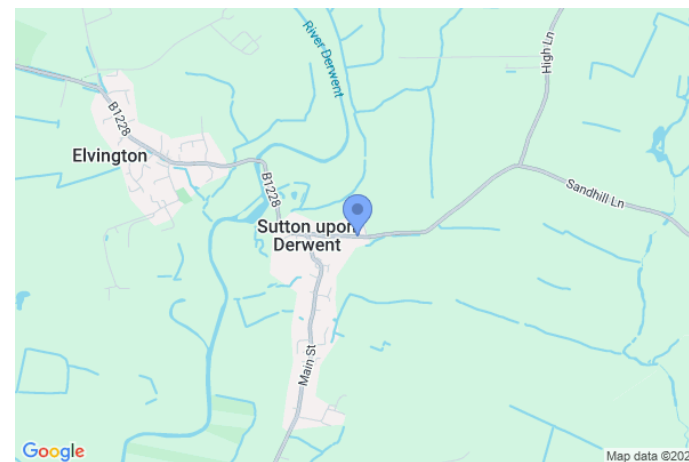 High Ln
River Derwent
B1228
Elvington
B1228
Sandhill Ln
Sutton upon
Derwent
Main St
Google
Map data ©202